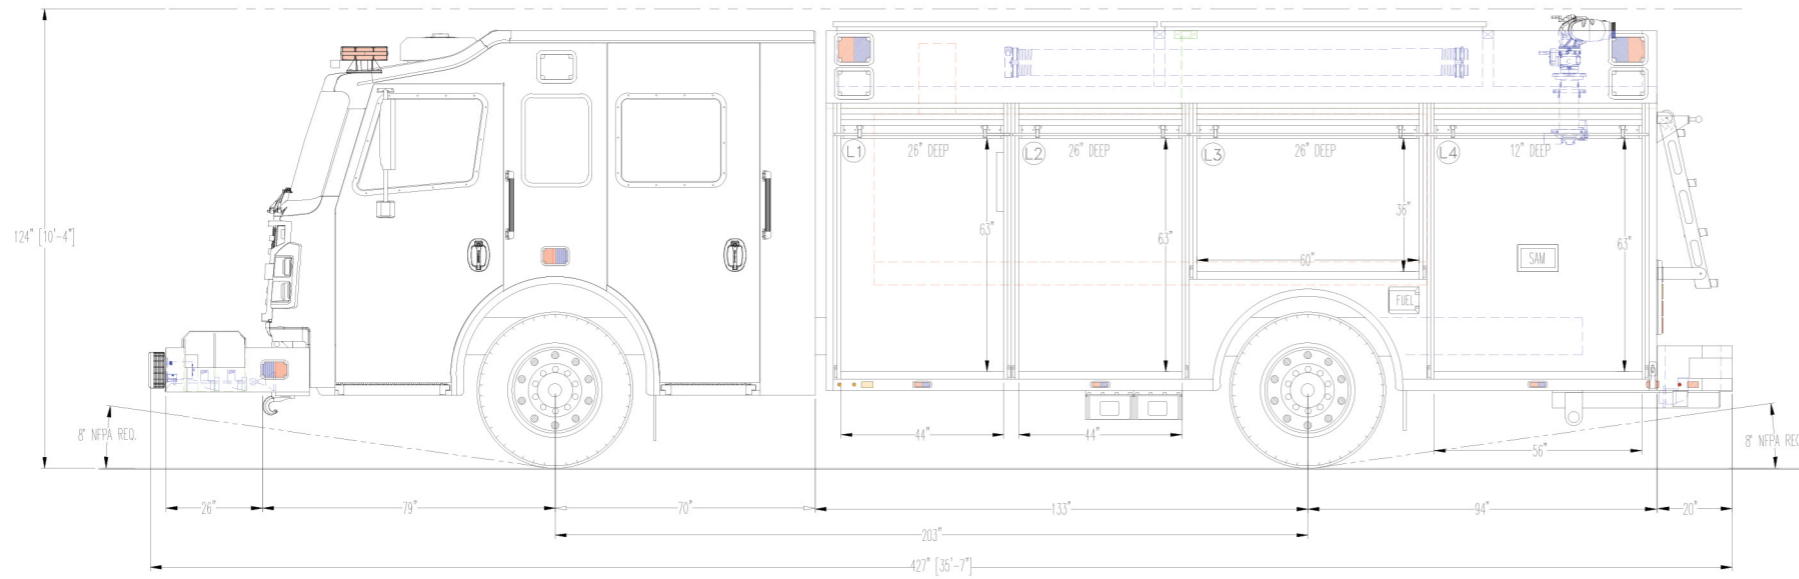 L1
26" DEEP
L2
26" DEEP
L3
26" DEEP
L4
12" DEEP
36"
124" [10'-4"]
63"
63"
63"
60"
SAM
FUEL
8° NFPA REQ.
44"
44"
8° NFPA REQ
56"
26"
79"
70"
133"
94"
20"
203"
427" [35'-7"]